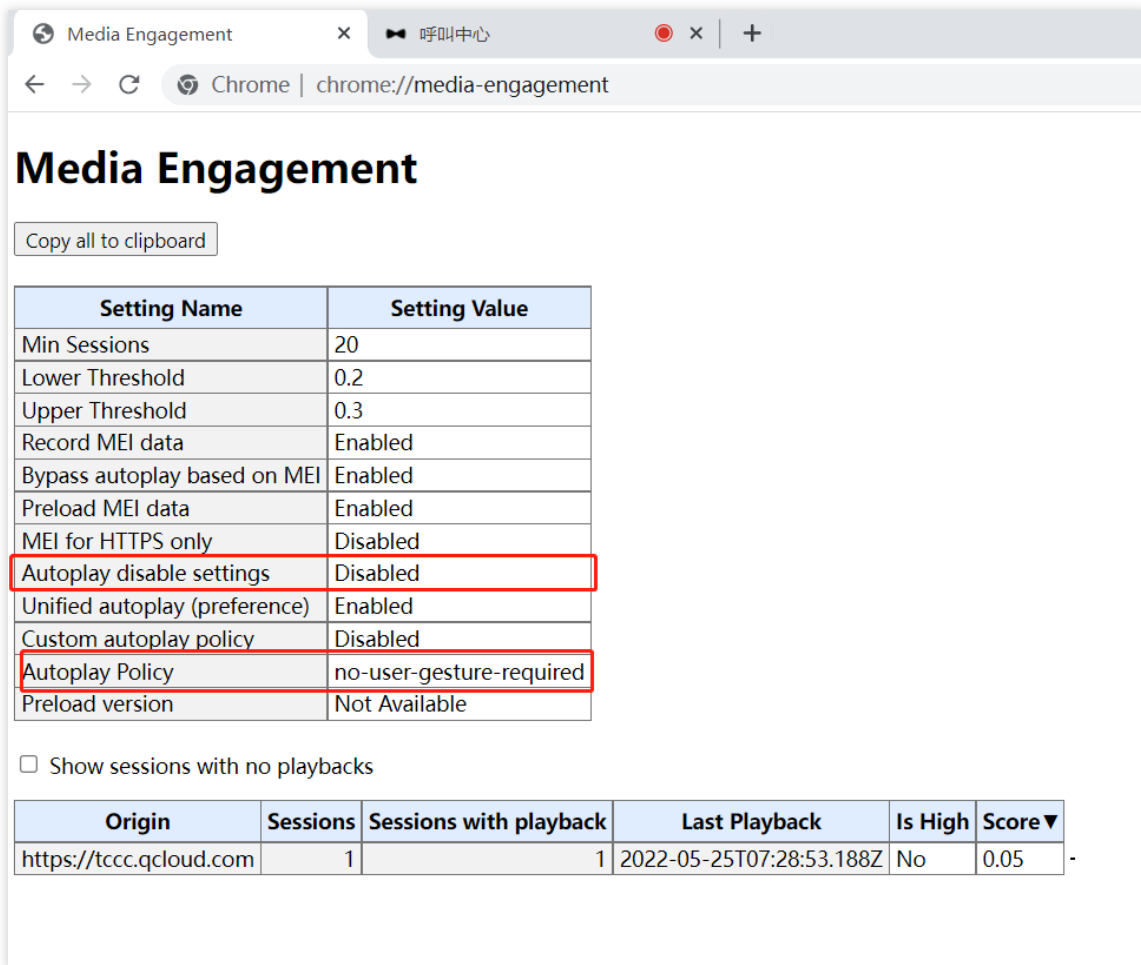 Media Engagement 呼叫中心
Chrome | chrome://media-engagement
Media Engagement
Copy all to clipboard
Setting Name Setting Value
Min Sessions 20
Lower Threshold 0.2
Upper Threshold 0.3
Record MEI data Enabled
Bypass autoplay based on MEI Enabled
Preload MEI data Enabled
MEI for HTTPS only Disabled
Autoplay disable settings Disabled
Unified autoplay (preference) Enabled
Custom autoplay policy Disabled
Autoplay Policy no-user-gesture-required
Preload version Not Available
Show sessions with no playbacks
Origin Sessions Sessions with playback Last Playback Is High Score▼
https://tccc.qcloud.com 1 1 2022-05-25T07:28:53.188Z No 0.05 -